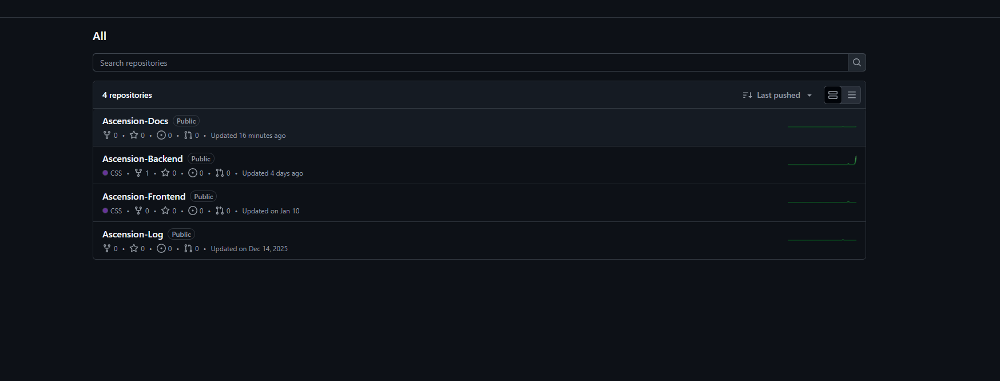 All
Search repositories
4 repositories
Last pushed
Ascension-Docs Public
0 • 0 • 0 • 0 • Updated 16 minutes ago
Ascension-Backend Public
CSS • 1 • 0 • 0 • 0 • Updated 4 days ago
Ascension-Frontend Public
CSS • 0 • 0 • 0 • 0 • Updated on Jan 10
Ascension-Log Public
0 • 0 • 0 • 0 • Updated on Dec 14, 2025